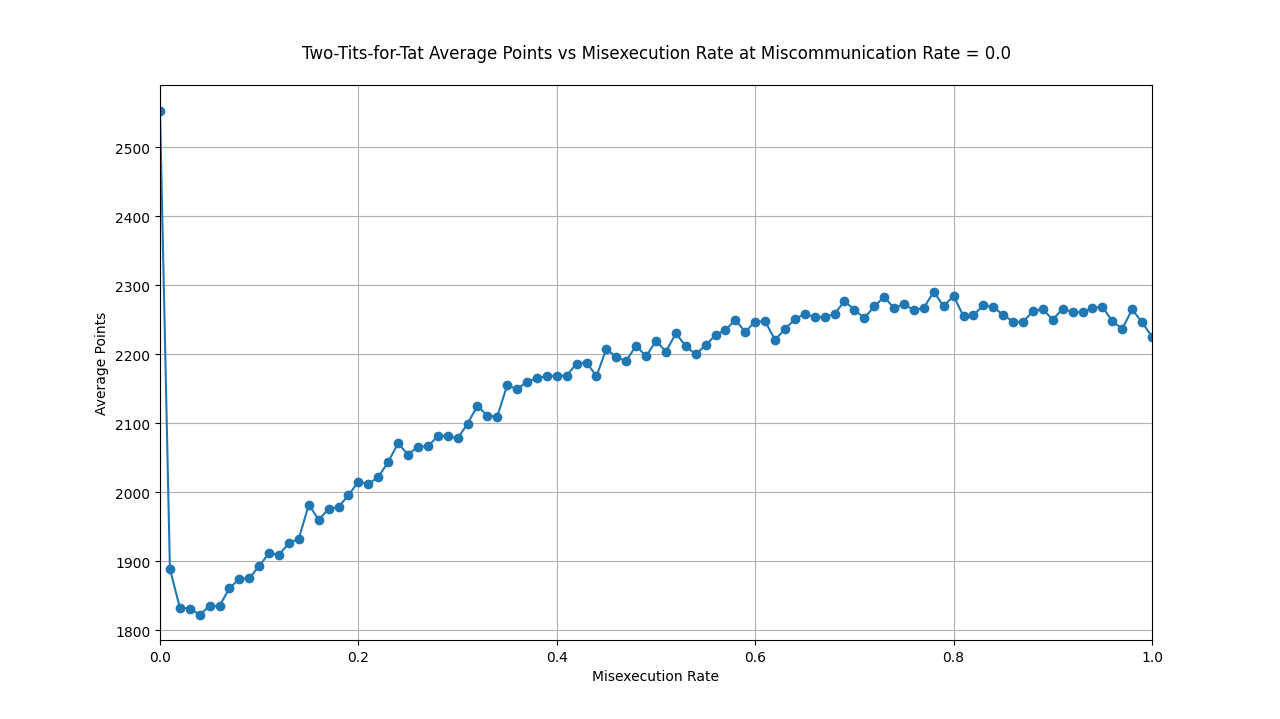 Two-Tits-for-Tat Average Points vs Misexecution Rate at Miscommunication Rate = 0.0
Average Points
2500
2400
2300
2200
2100
2000
1900
1800
0.0 0.2 0.4 0.6 0.8 1.0
Misexecution Rate